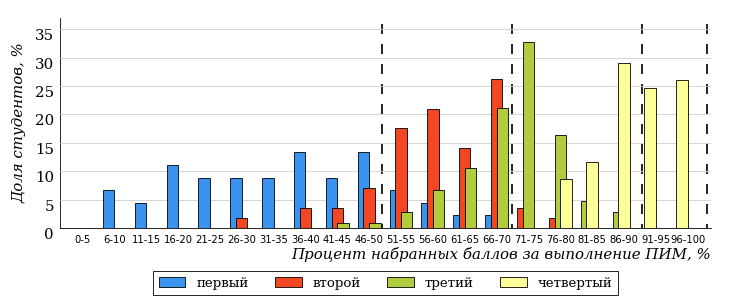 Доля студентов, %
35
30
25
20
15
10
5
0
0-5 6-10 11-15 16-20 21-25 26-30 31-35 36-40 41-45 46-50 51-55 56-60 61-65 66-70 71-75 76-80 81-85 86-90 91-95 96-100
Процент набранных баллов за выполнение ПИМ, %
первый второй третий четвертый